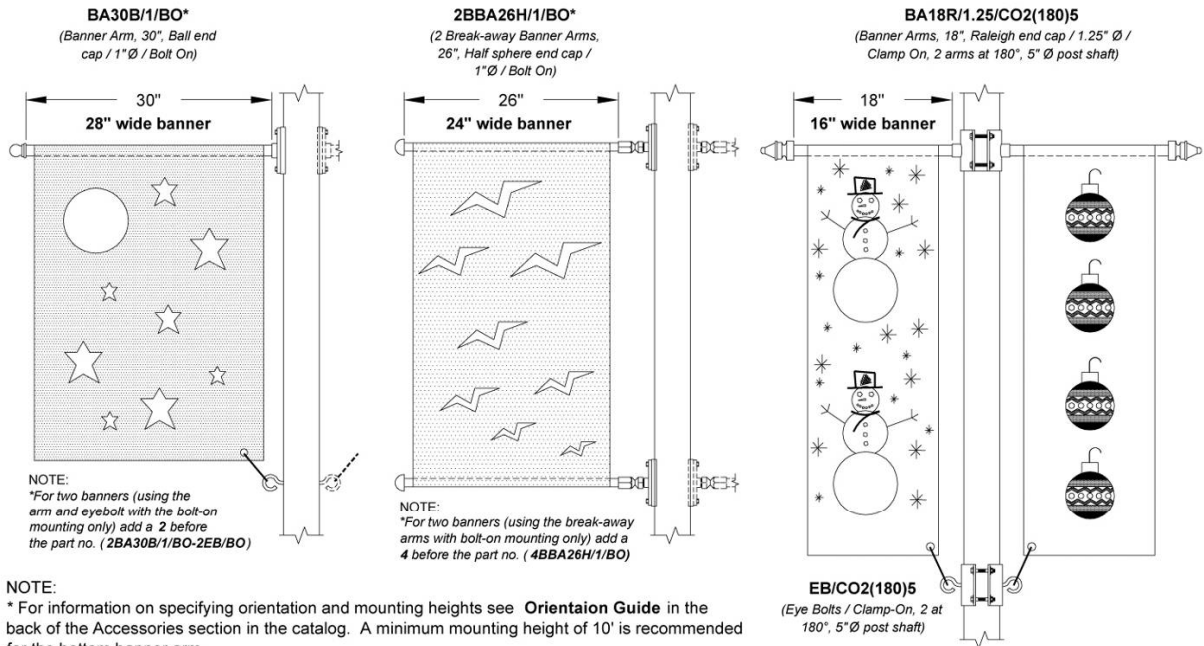 BA30B/1/BO*
(Banner Arm, 30", Ball end
cap / 1"Ø / Bolt On)
30"
28" wide banner
NOTE:
*For two banners (using the
arm and eyebolt with the bolt-on
mounting only) add a 2 before
the part no. (2BA30B/1/BO-2EB/BO)
2BBA26H/1/BO*
(2 Break-away Banner Arms,
26", Half sphere end cap /
1"Ø / Bolt On)
26"
24" wide banner
NOTE:
*For two banners (using the break-away
arms with bolt-on mounting only) add a
4 before the part no. (4BBA26H/1/BO)
BA18R/1.25/CO2(180)5
(Banner Arms, 18", Raleigh end cap / 1.25" Ø /
Clamp On, 2 arms at 180°, 5" Ø post shaft)
18"
16" wide banner
EB/CO2(180)5
(Eye Bolts / Clamp-On, 2 at
180°, 5"Ø post shaft)
NOTE:
* For information on specifying orientation and mounting heights see Orientaion Guide in the
back of the Accessories section in the catalog. A minimum mounting height of 10' is recommended
for the bottom banner arm